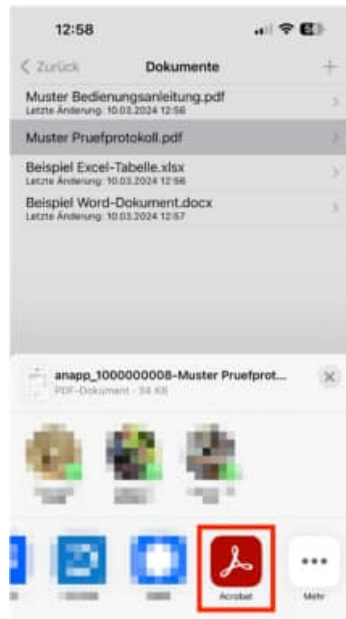 12:58
Zurück
Dokumente
Muster Bedienungsanleitung.pdf
Letzte Änderung: 10.03.2024 12:56
Muster Pruefprotokoll.pdf
Beispiel Excel-Tabelle.xlsx
Letzte Änderung: 10.03.2024 12:56
Beispiel Word-Dokument.docx
Letzte Änderung: 10.03.2024 12:57
anapp_1000000008-Muster Pruefprot...
PDF-Dokument · 34 KB
Acrobat
Mehr